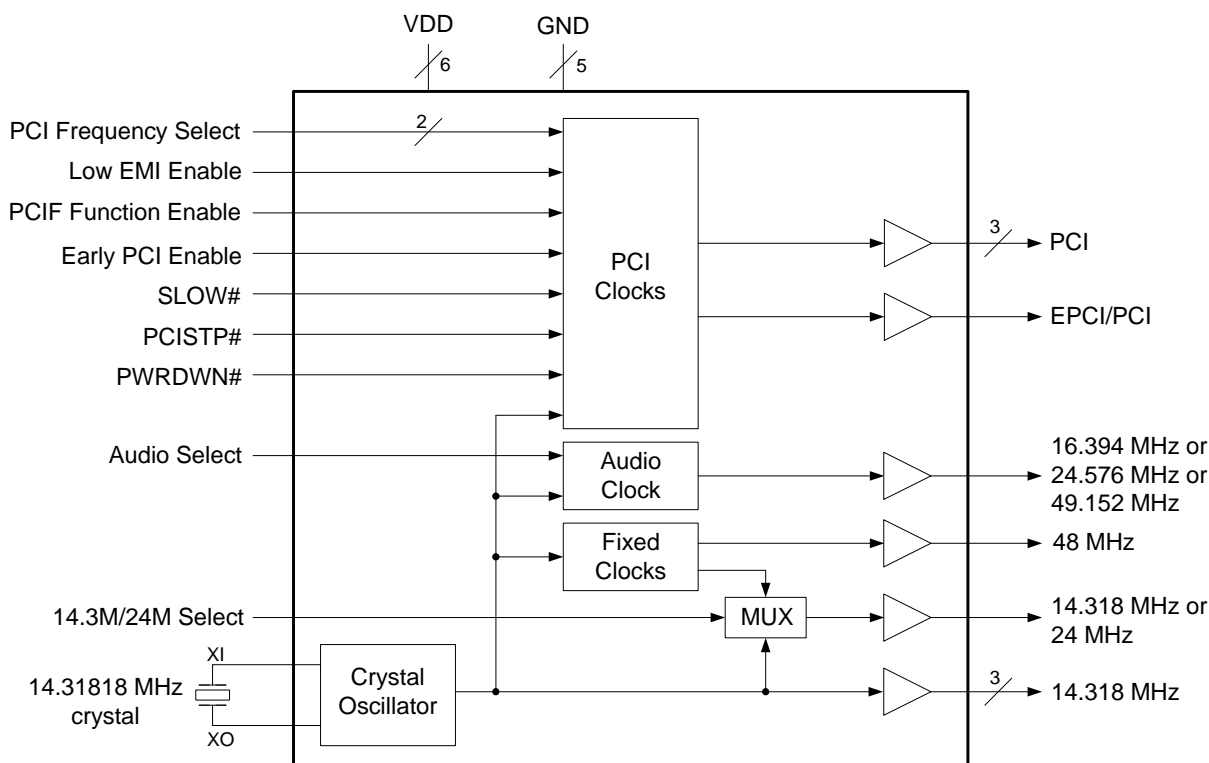 VDD
GND
6
5
PCI Frequency Select
2
Low EMI Enable
PCIF Function Enable
Early PCI Enable
SLOW#
PCISTP#
PWRDWN#
PCI
Clocks
3
PCI
EPCI/PCI
Audio Select
Audio
Clock
16.394 MHz or
24.576 MHz or
49.152 MHz
Fixed
Clocks
48 MHz
14.3M/24M Select
MUX
14.318 MHz or
24 MHz
XI
14.31818 MHz
crystal
XO
Crystal
Oscillator
3
14.318 MHz